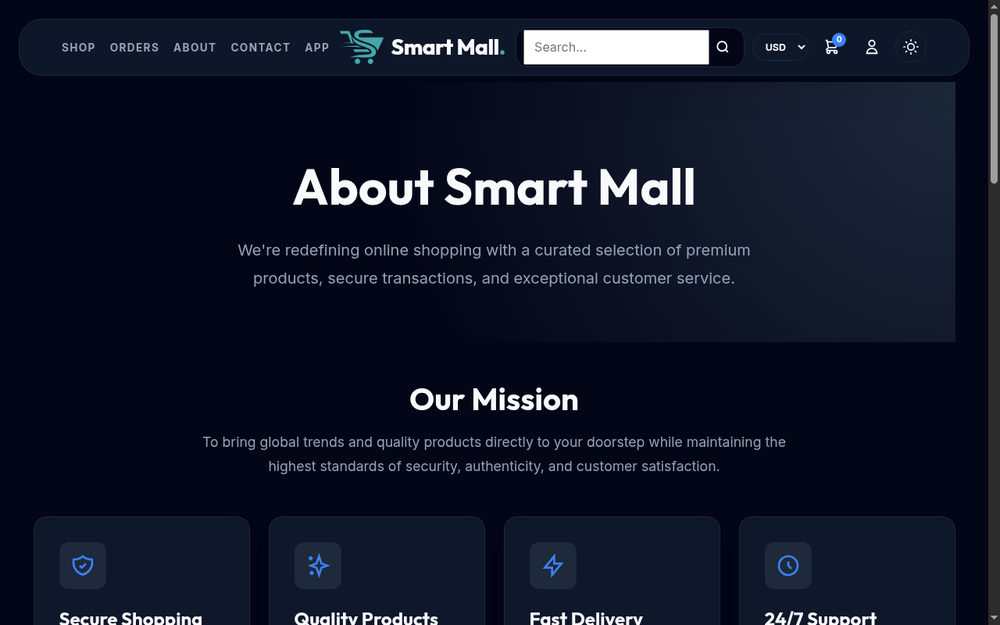 SHOP ORDERS ABOUT CONTACT APP Smart Mall. Search... USD 0
About Smart Mall
We're redefining online shopping with a curated selection of premium
products, secure transactions, and exceptional customer service.
Our Mission
To bring global trends and quality products directly to your doorstep while maintaining the
highest standards of security, authenticity, and customer satisfaction.
Secure Shopping Quality Products Fast Delivery 24/7 Support